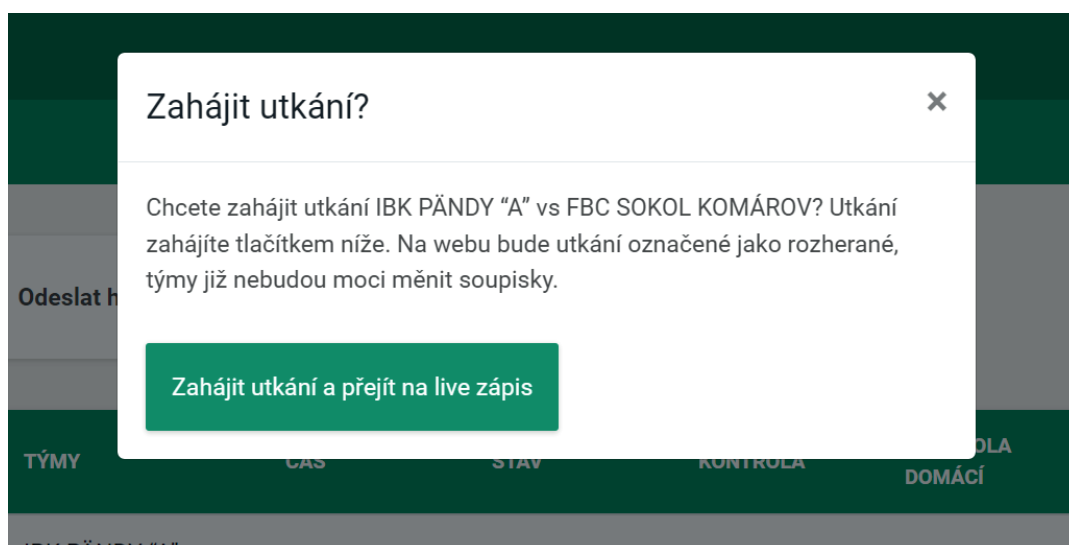 Zahájit utkání?
×
Chcete zahájit utkání IBK PÄNDY “A” vs FBC SOKOL KOMÁROV? Utkání
zahájíte tlačítkem níže. Na webu bude utkání označené jako rozherané,
týmy již nebudou moci měnit soupisky.
Odeslat
Zahájit utkání a přejít na live zápis
TÝMY ČAS STAV KONTROLA
DOMÁCÍ
IBK PÄNDY “A”